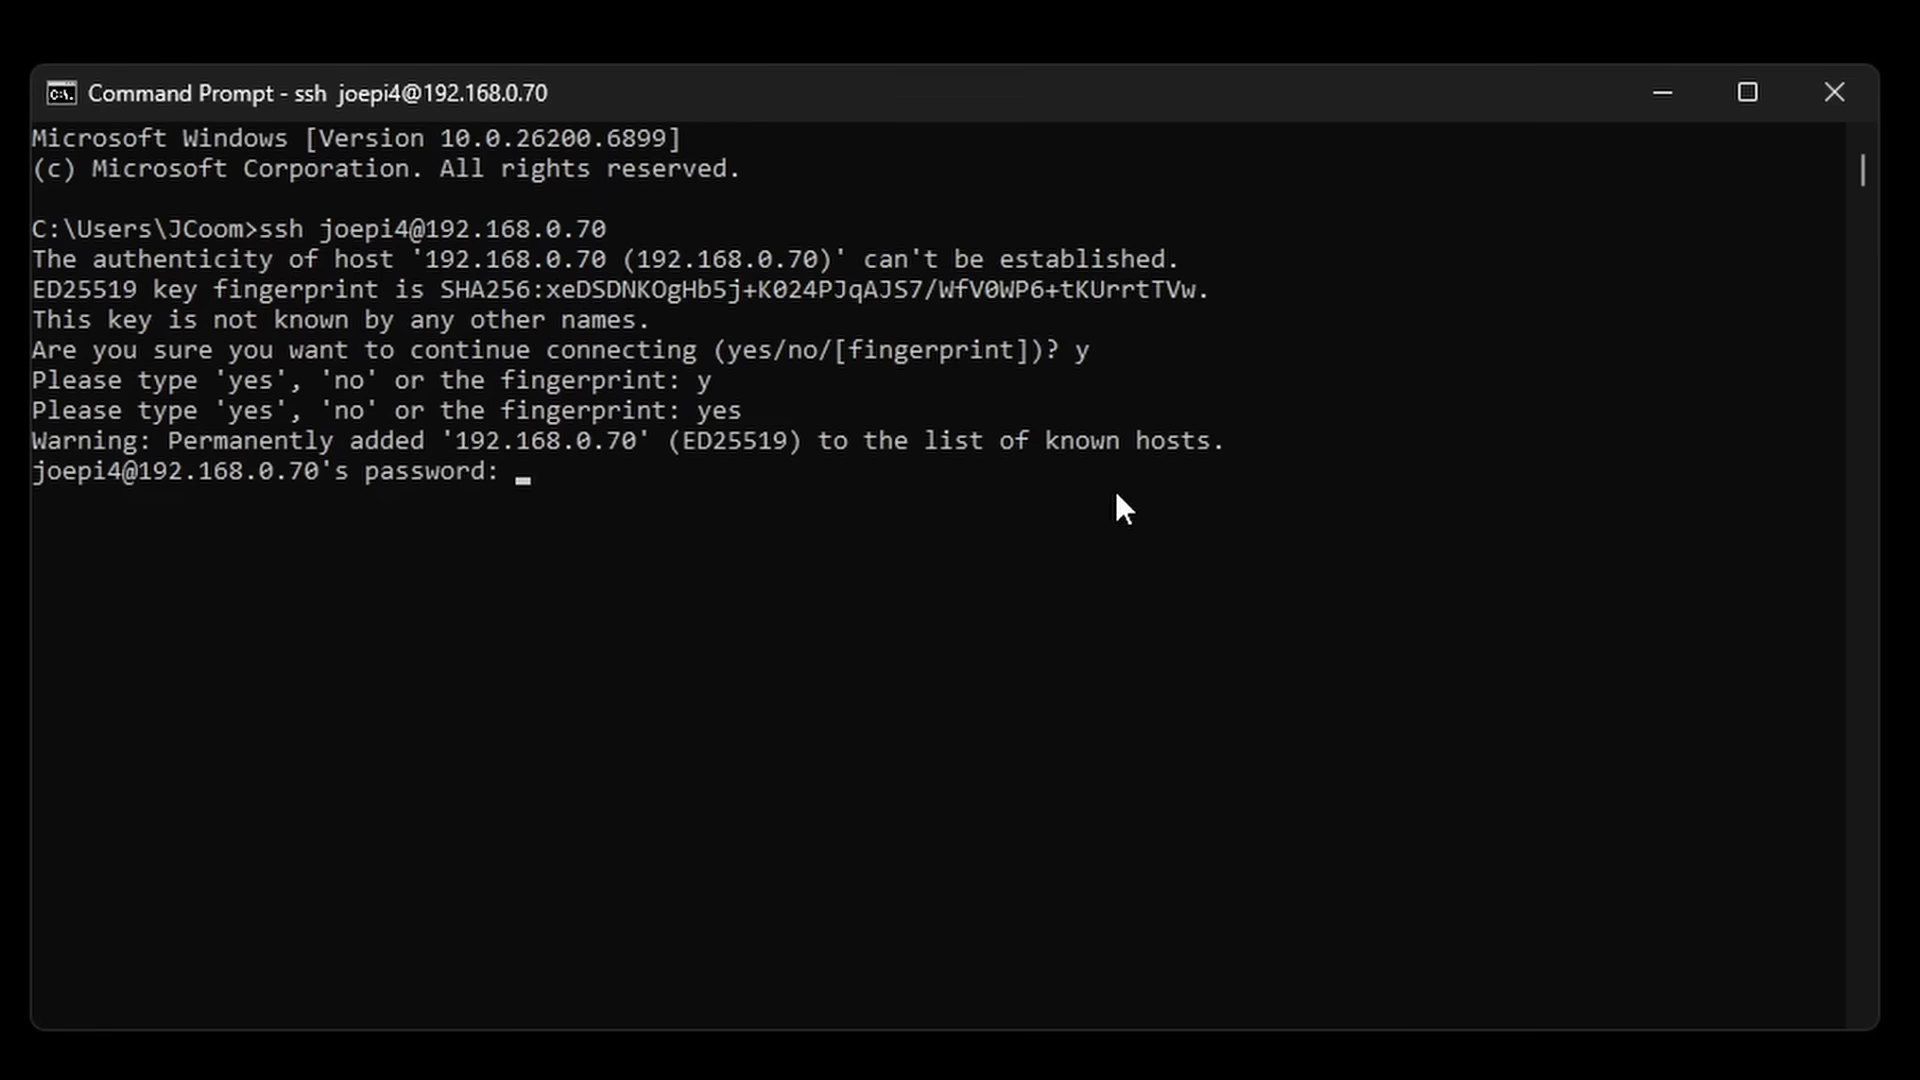 Command Prompt - ssh joepi4@192.168.0.70
Microsoft Windows [Version 10.0.26200.6899]
(c) Microsoft Corporation. All rights reserved.
C:\Users\JCoom>ssh joepi4@192.168.0.70
The authenticity of host '192.168.0.70 (192.168.0.70)' can't be established.
ED25519 key fingerprint is SHA256:xeDSDNKOgHb5j+K024PJqAJS7/WfV0WP6+tKUrrtTVw.
This key is not known by any other names.
Are you sure you want to continue connecting (yes/no/[fingerprint])? y
Please type 'yes', 'no' or the fingerprint: y
Please type 'yes', 'no' or the fingerprint: yes
Warning: Permanently added '192.168.0.70' (ED25519) to the list of known hosts.
joepi4@192.168.0.70's password: